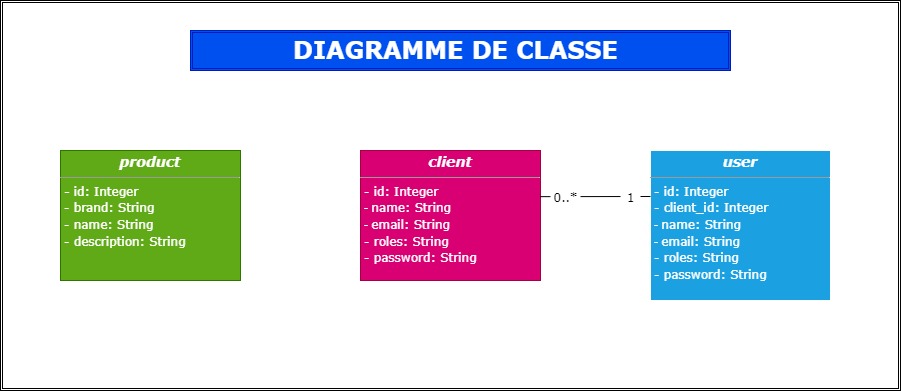 DIAGRAMME DE CLASSE
product
- id: Integer
- brand: String
- name: String
- description: String
client
- id: Integer
- name: String
- email: String
- roles: String
- password: String
0..*
1
user
- id: Integer
- client_id: Integer
- name: String
- email: String
- roles: String
- password: String